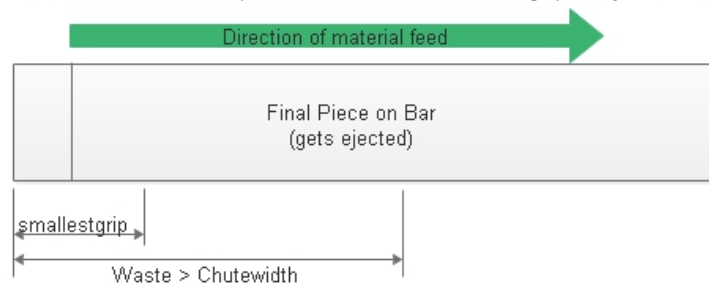 Direction of material feed
Final Piece on Bar
(gets ejected)
smallestgrip
Waste > Chutewidth